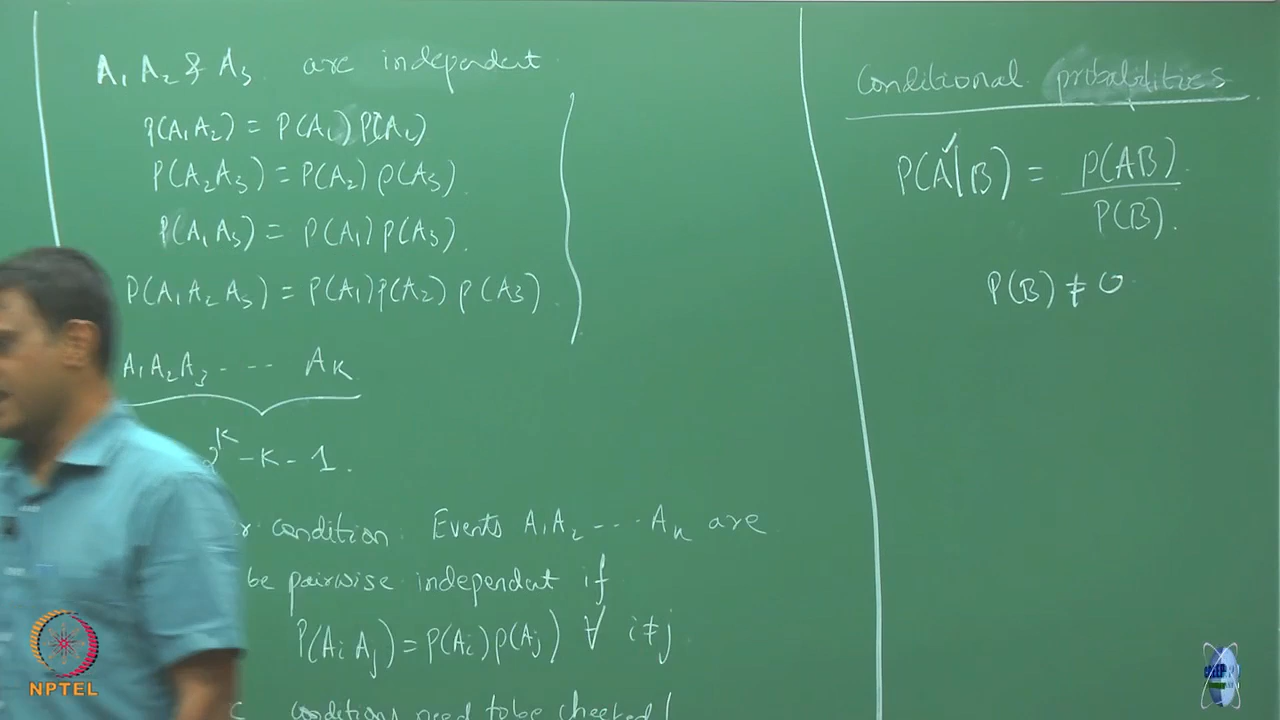 A₁ A₂ & A₃ are independent
P(A₁A₂) = P(A₁) P(A₂)
P(A₂A₃) = P(A₂) P(A₃).
P(A₁A₃) = P(A₁) P(A₃).
P(A₁A₂A₃) = P(A₁)P(A₂) P(A₃).
A₁A₂A₃ . . . . . A_K
2^K - K - 1.
condition: Events A₁A₂ - - - . . A_K are
be pairwise independent if
P(A_i A_j) = P(A_i) P(A_j) ∀ i≠j.
conditions need to be checked!
Conditional probabilities
P(A|B) = P(AB) / P(B).
P(B) ≠ 0.
NPTEL